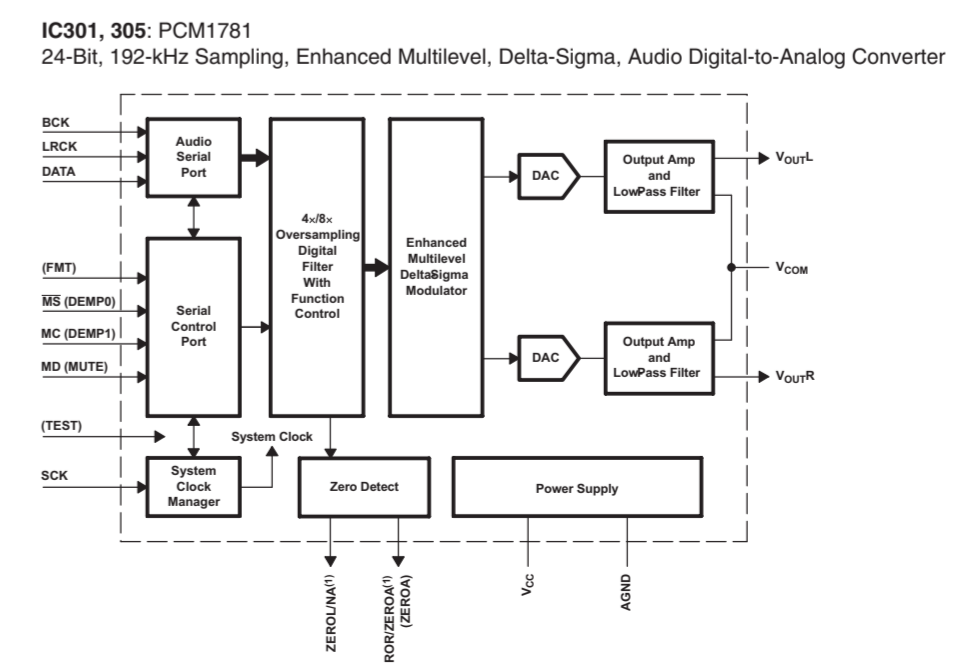 IC301, 305: PCM1781
24-Bit, 192-kHz Sampling, Enhanced Multilevel, Delta-Sigma, Audio Digital-to-Analog Converter
BCK
LRCK
DATA
Audio
Serial
Port
(FMT)
MS (DEMP0)
MC (DEMP1)
MD (MUTE)
Serial
Control
Port
(TEST)
SCK
System
Clock
Manager
System Clock
4×/8×
Oversampling
Digital
Filter
With
Function
Control
Enhanced
Multilevel
DeltaSigma
Modulator
DAC
Output Amp
and
LowPass Filter
VOUTL
VCOM
DAC
Output Amp
and
LowPass Filter
VOUTR
Zero Detect
Power Supply
ZEROL/NA(1)
ROR/ZEROA(1)
(ZEROA)
VCC
AGND